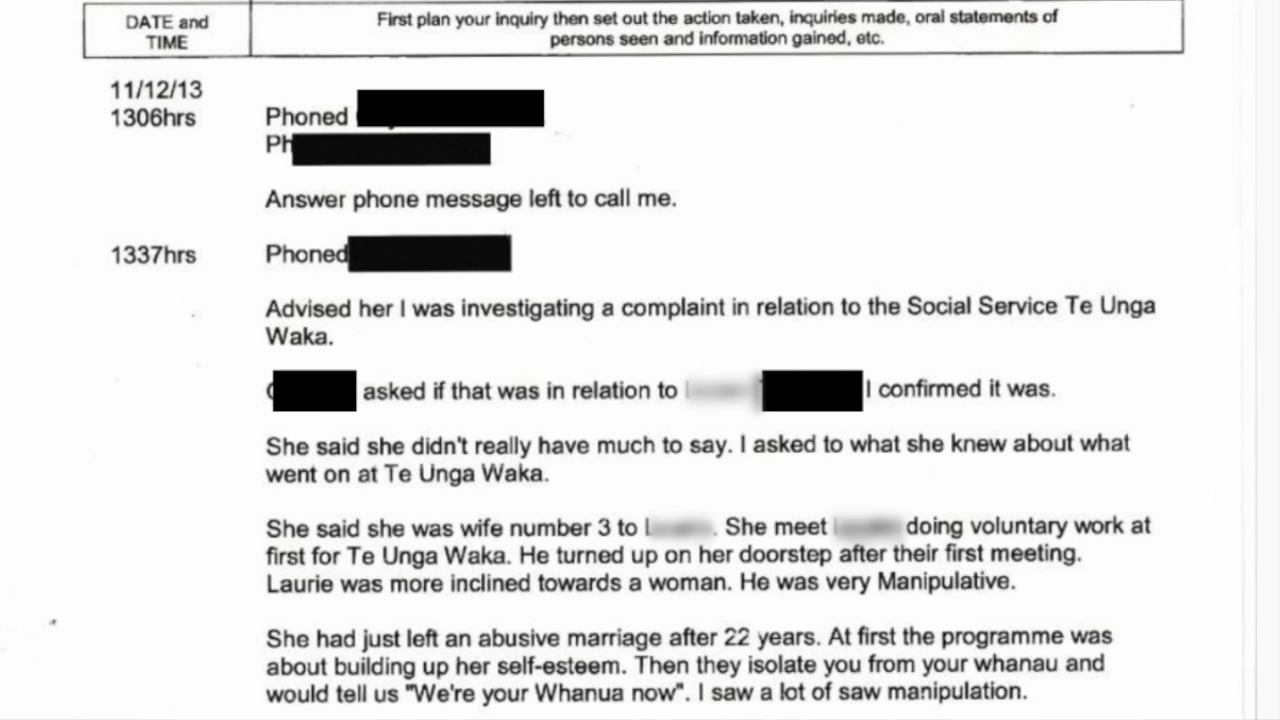 DATE and TIME
First plan your inquiry then set out the action taken, inquiries made, oral statements of
persons seen and information gained, etc.
11/12/13
1306hrs Phoned
Answer phone message left to call me.
1337hrs Phoned
Advised her I was investigating a complaint in relation to the Social Service Te Unga
Waka.
asked if that was in relation to I confirmed it was.
She said she didn't really have much to say. I asked to what she knew about what
went on at Te Unga Waka.
She said she was wife number 3 to . She meet doing voluntary work at
first for Te Unga Waka. He turned up on her doorstep after their first meeting.
Laurie was more inclined towards a woman. He was very Manipulative.
She had just left an abusive marriage after 22 years. At first the programme was
about building up her self-esteem. Then they isolate you from your whanau and
would tell us "We're your Whanua now". I saw a lot of saw manipulation.